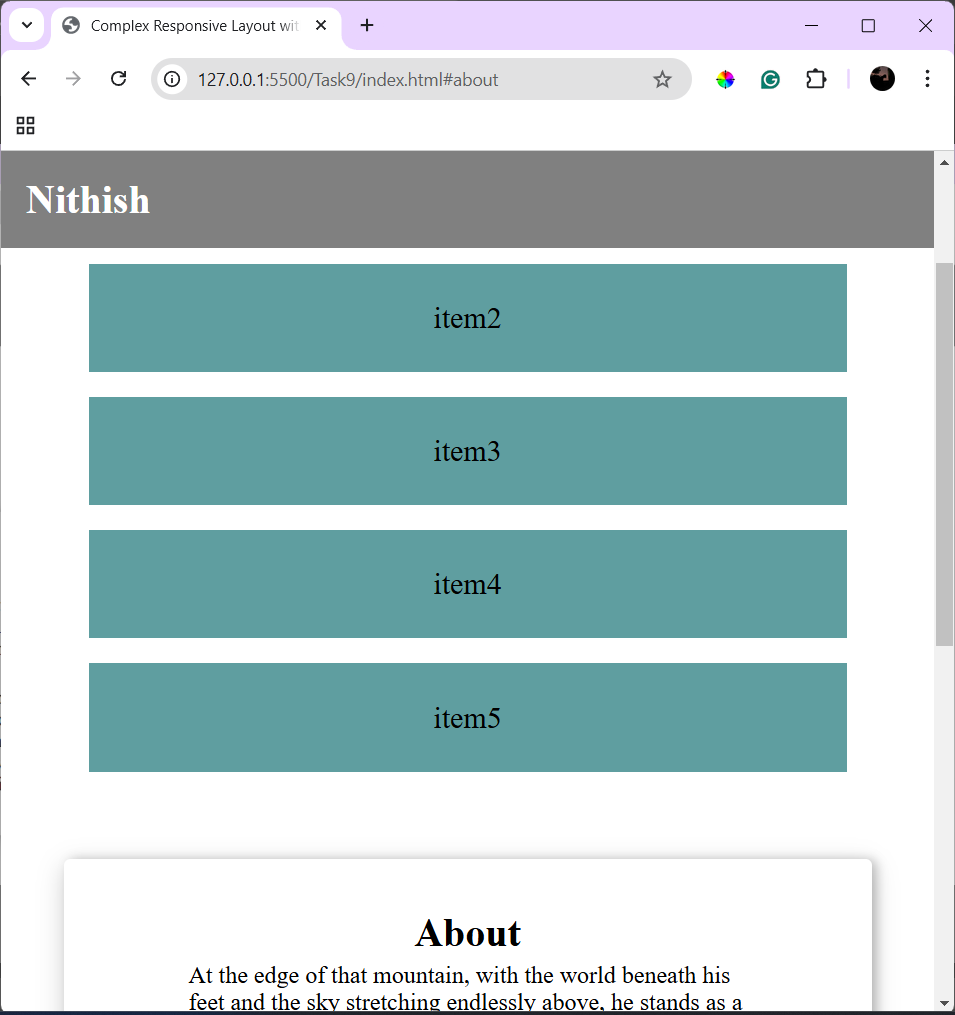 Complex Responsive Layout wit
127.0.0.1:5500/Task9/index.html#about
Nithish
item2
item3
item4
item5
About
At the edge of that mountain, with the world beneath his
feet and the sky stretching endlessly above, he stands as a